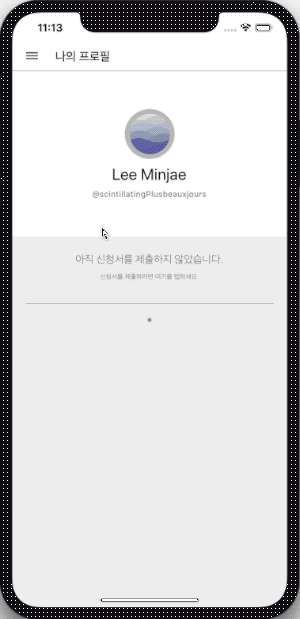 11:13
나의 프로필
Lee Minjae
@scintillatingPlusbeauxjours
아직 신청서를 제출하지 않았습니다.
신청서를 제출하려면 여기를 탭하세요